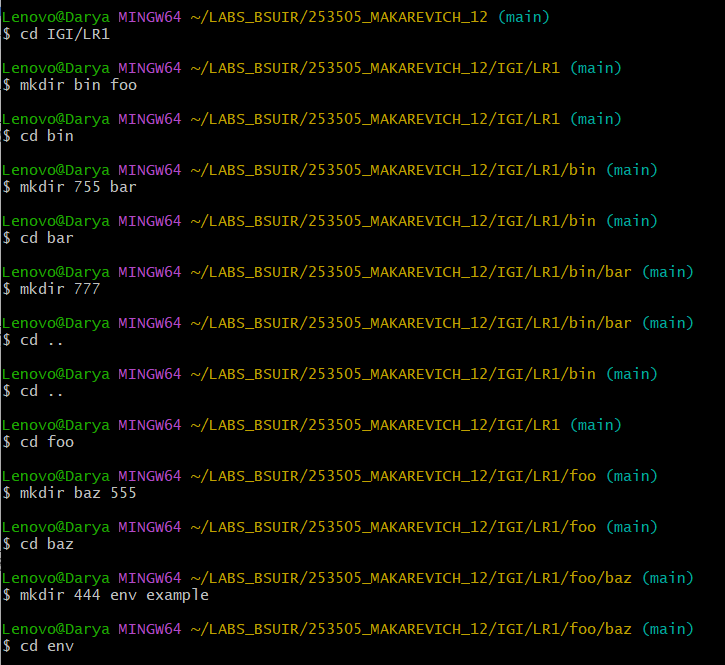 Lenovo@Darya MINGW64 ~/LABS_BSUIR/253505_MAKAREVICH_12 (main)
$ cd IGI/LR1
Lenovo@Darya MINGW64 ~/LABS_BSUIR/253505_MAKAREVICH_12/IGI/LR1 (main)
$ mkdir bin foo
Lenovo@Darya MINGW64 ~/LABS_BSUIR/253505_MAKAREVICH_12/IGI/LR1 (main)
$ cd bin
Lenovo@Darya MINGW64 ~/LABS_BSUIR/253505_MAKAREVICH_12/IGI/LR1/bin (main)
$ mkdir 755 bar
Lenovo@Darya MINGW64 ~/LABS_BSUIR/253505_MAKAREVICH_12/IGI/LR1/bin (main)
$ cd bar
Lenovo@Darya MINGW64 ~/LABS_BSUIR/253505_MAKAREVICH_12/IGI/LR1/bin/bar (main)
$ mkdir 777
Lenovo@Darya MINGW64 ~/LABS_BSUIR/253505_MAKAREVICH_12/IGI/LR1/bin/bar (main)
$ cd ..
Lenovo@Darya MINGW64 ~/LABS_BSUIR/253505_MAKAREVICH_12/IGI/LR1/bin (main)
$ cd ..
Lenovo@Darya MINGW64 ~/LABS_BSUIR/253505_MAKAREVICH_12/IGI/LR1 (main)
$ cd foo
Lenovo@Darya MINGW64 ~/LABS_BSUIR/253505_MAKAREVICH_12/IGI/LR1/foo (main)
$ mkdir baz 555
Lenovo@Darya MINGW64 ~/LABS_BSUIR/253505_MAKAREVICH_12/IGI/LR1/foo (main)
$ cd baz
Lenovo@Darya MINGW64 ~/LABS_BSUIR/253505_MAKAREVICH_12/IGI/LR1/foo/baz (main)
$ mkdir 444 env example
Lenovo@Darya MINGW64 ~/LABS_BSUIR/253505_MAKAREVICH_12/IGI/LR1/foo/baz (main)
$ cd env